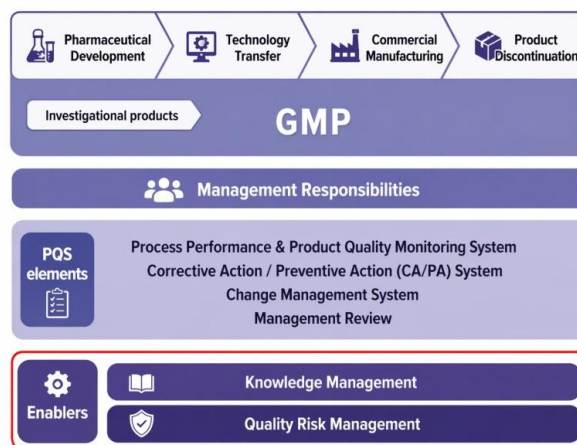 Pharmaceutical
Development
Technology
Transfer
Commercial
Manufacturing
Product
Discontinuation
Investigational products
GMP
Management Responsibilities
PQS
elements
Process Performance & Product Quality Monitoring System
Corrective Action / Preventive Action (CA/PA) System
Change Management System
Management Review
Enablers
Knowledge Management
Quality Risk Management